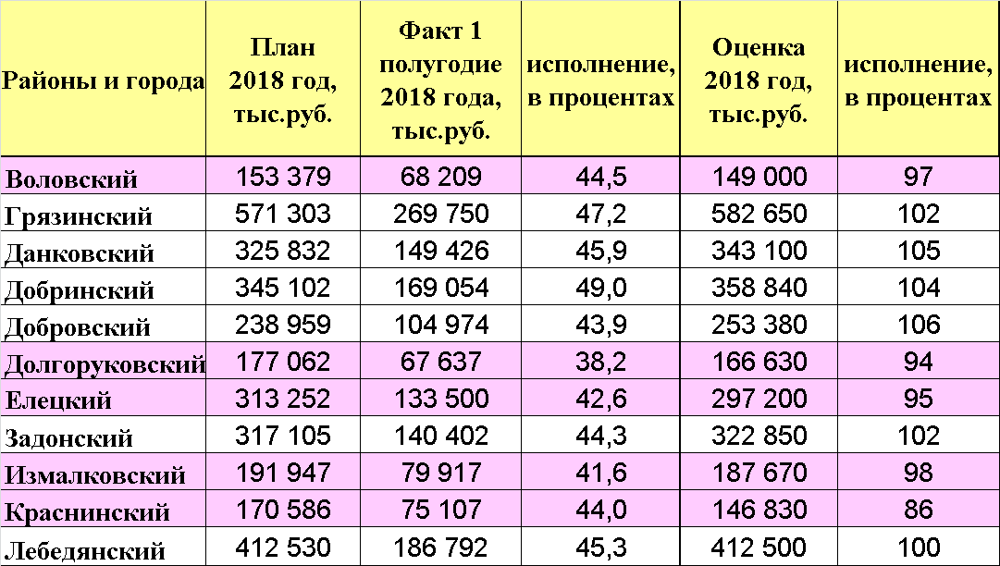 Районы и города План 2018 год, тыс.руб. Факт 1 полугодие 2018 года, тыс.руб. исполнение, в процентах Оценка 2018 год, тыс.руб. исполнение, в процентах
Воловский 153 379 68 209 44,5 149 000 97
Грязинский 571 303 269 750 47,2 582 650 102
Данковский 325 832 149 426 45,9 343 100 105
Добринский 345 102 169 054 49,0 358 840 104
Добровский 238 959 104 974 43,9 253 380 106
Долгоруковский 177 062 67 637 38,2 166 630 94
Елецкий 313 252 133 500 42,6 297 200 95
Задонский 317 105 140 402 44,3 322 850 102
Измалковский 191 947 79 917 41,6 187 670 98
Краснинский 170 586 75 107 44,0 146 830 86
Лебедянский 412 530 186 792 45,3 412 500 100